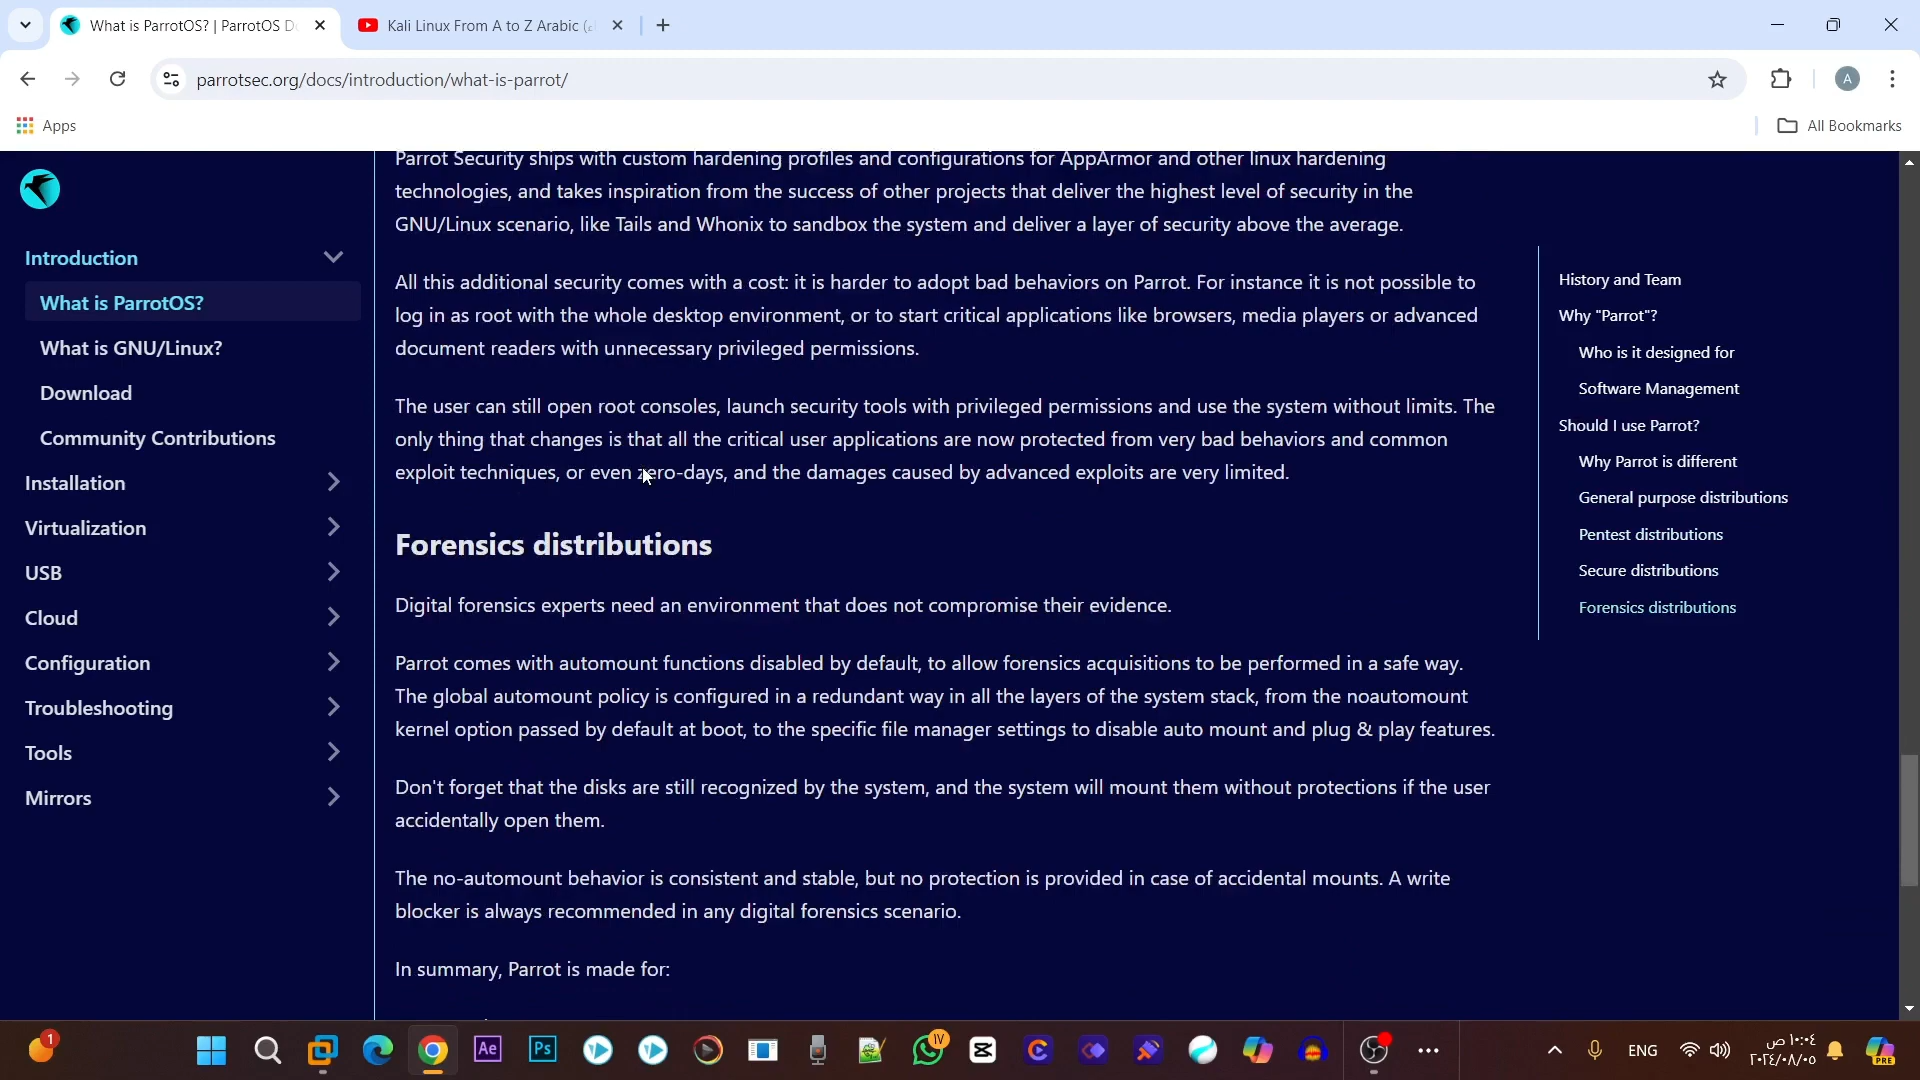 What is ParrotOS? | ParrotOS D
Kali Linux From A to Z Arabic
parrotsec.org/docs/introduction/what-is-parrot/
A
Apps
All Bookmarks
Introduction
What is ParrotOS?
What is GNU/Linux?
Download
Community Contributions
Installation
Virtualization
USB
Cloud
Configuration
Troubleshooting
Tools
Mirrors
Parrot Security ships with custom hardening profiles and configurations for AppArmor and other linux hardening
technologies, and takes inspiration from the success of other projects that deliver the highest level of security in the
GNU/Linux scenario, like Tails and Whonix to sandbox the system and deliver a layer of security above the average.
All this additional security comes with a cost: it is harder to adopt bad behaviors on Parrot. For instance it is not possible to
log in as root with the whole desktop environment, or to start critical applications like browsers, media players or advanced
document readers with unnecessary privileged permissions.
The user can still open root consoles, launch security tools with privileged permissions and use the system without limits. The
only thing that changes is that all the critical user applications are now protected from very bad behaviors and common
exploit techniques, or even zero-days, and the damages caused by advanced exploits are very limited.
Forensics distributions
Digital forensics experts need an environment that does not compromise their evidence.
Parrot comes with automount functions disabled by default, to allow forensics acquisitions to be performed in a safe way.
The global automount policy is configured in a redundant way in all the layers of the system stack, from the noautomount
kernel option passed by default at boot, to the specific file manager settings to disable auto mount and plug & play features.
Don't forget that the disks are still recognized by the system, and the system will mount them without protections if the user
accidentally open them.
The no-automount behavior is consistent and stable, but no protection is provided in case of accidental mounts. A write
blocker is always recommended in any digital forensics scenario.
In summary, Parrot is made for:
History and Team
Why "Parrot"?
Who is it designed for
Software Management
Should I use Parrot?
Why Parrot is different
General purpose distributions
Pentest distributions
Secure distributions
Forensics distributions
1
Ae
Ps
ENG
١٠:٠٤ ص
٢٠٢٤/٠٨/٠٥
PRE